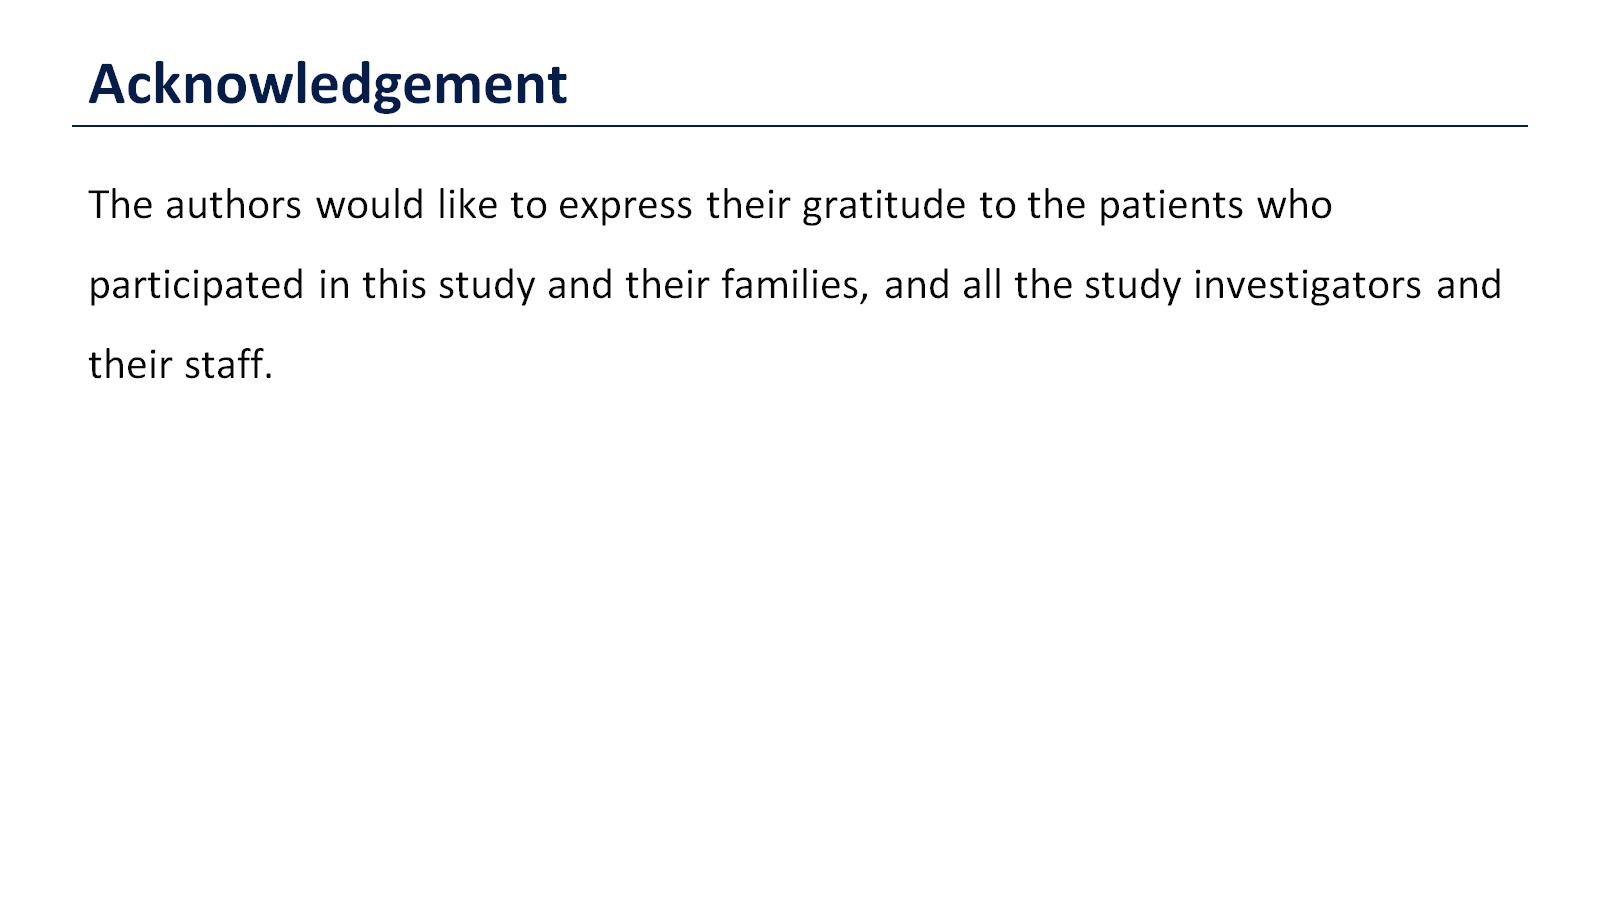 Acknowledgement
The authors would like to express their gratitude to the patients who
participated in this study and their families, and all the study investigators and
their staff.